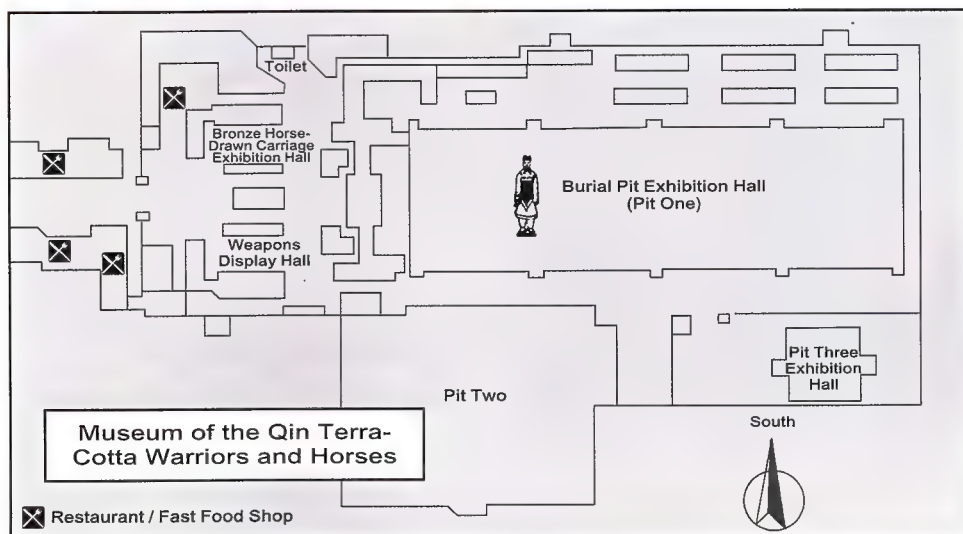 Toilet
Bronze Horse-
Drawn Carriage
Exhibition Hall
Burial Pit Exhibition Hall
(Pit One)
Weapons
Display Hall
Pit Three
Exhibition
Hall
Pit Two
South
Museum of the Qin Terra-
Cotta Warriors and Horses
Restaurant / Fast Food Shop